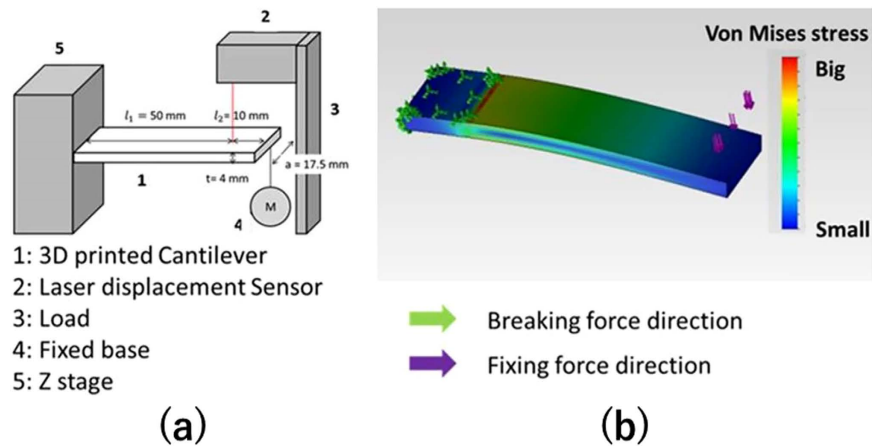 2
5
3
l₁ = 50 mm
l₂= 10 mm
a = 17.5 mm
t= 4 mm
1
4
M
1: 3D printed Cantilever
2: Laser displacement Sensor
3: Load
4: Fixed base
5: Z stage
(a)
Von Mises stress
Big
Small
Breaking force direction
Fixing force direction
(b)